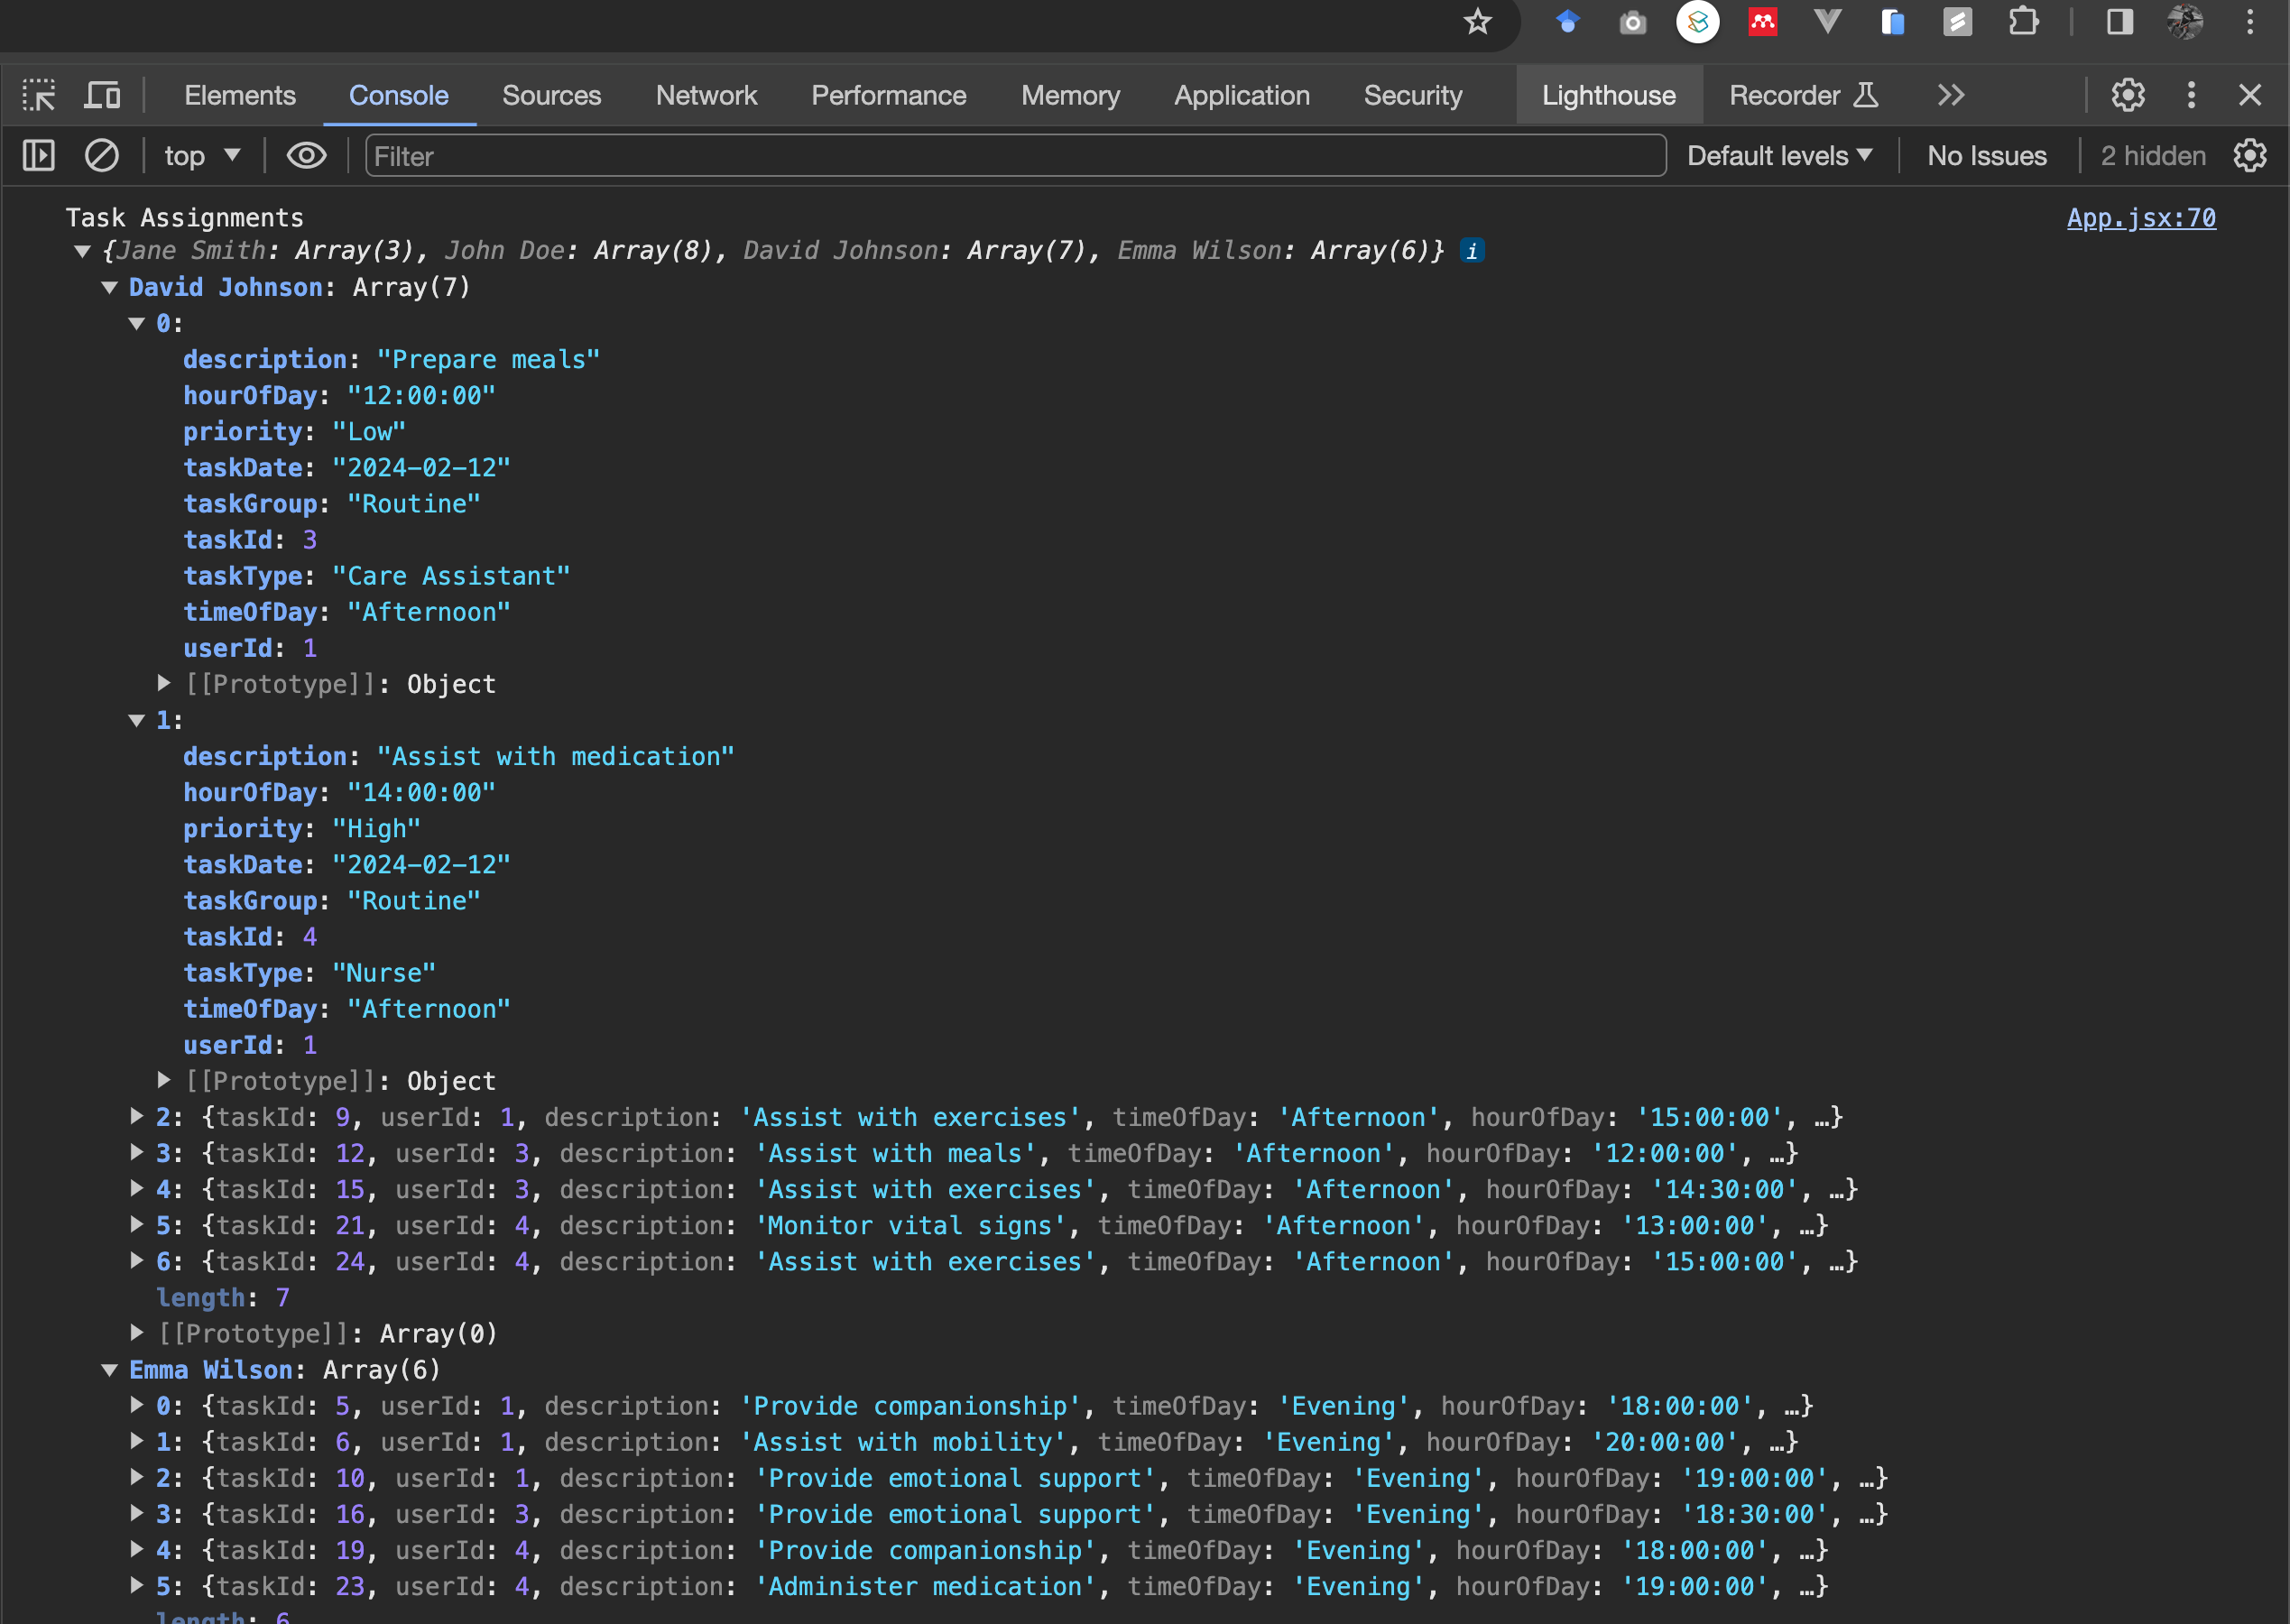 Elements Console Sources Network Performance Memory Application Security Lighthouse Recorder
top Filter Default levels No Issues 2 hidden
Task Assignments App.jsx:70
{Jane Smith: Array(3), John Doe: Array(8), David Johnson: Array(7), Emma Wilson: Array(6)} i
David Johnson: Array(7)
0:
description: "Prepare meals"
hourOfDay: "12:00:00"
priority: "Low"
taskDate: "2024-02-12"
taskGroup: "Routine"
taskId: 3
taskType: "Care Assistant"
timeOfDay: "Afternoon"
userId: 1
[[Prototype]]: Object
1:
description: "Assist with medication"
hourOfDay: "14:00:00"
priority: "High"
taskDate: "2024-02-12"
taskGroup: "Routine"
taskId: 4
taskType: "Nurse"
timeOfDay: "Afternoon"
userId: 1
[[Prototype]]: Object
2: {taskId: 9, userId: 1, description: 'Assist with exercises', timeOfDay: 'Afternoon', hourOfDay: '15:00:00', …}
3: {taskId: 12, userId: 3, description: 'Assist with meals', timeOfDay: 'Afternoon', hourOfDay: '12:00:00', …}
4: {taskId: 15, userId: 3, description: 'Assist with exercises', timeOfDay: 'Afternoon', hourOfDay: '14:30:00', …}
5: {taskId: 21, userId: 4, description: 'Monitor vital signs', timeOfDay: 'Afternoon', hourOfDay: '13:00:00', …}
6: {taskId: 24, userId: 4, description: 'Assist with exercises', timeOfDay: 'Afternoon', hourOfDay: '15:00:00', …}
length: 7
[[Prototype]]: Array(0)
Emma Wilson: Array(6)
0: {taskId: 5, userId: 1, description: 'Provide companionship', timeOfDay: 'Evening', hourOfDay: '18:00:00', …}
1: {taskId: 6, userId: 1, description: 'Assist with mobility', timeOfDay: 'Evening', hourOfDay: '20:00:00', …}
2: {taskId: 10, userId: 1, description: 'Provide emotional support', timeOfDay: 'Evening', hourOfDay: '19:00:00', …}
3: {taskId: 16, userId: 3, description: 'Provide emotional support', timeOfDay: 'Evening', hourOfDay: '18:30:00', …}
4: {taskId: 19, userId: 4, description: 'Provide companionship', timeOfDay: 'Evening', hourOfDay: '18:00:00', …}
5: {taskId: 23, userId: 4, description: 'Administer medication', timeOfDay: 'Evening', hourOfDay: '19:00:00', …}
length: 6